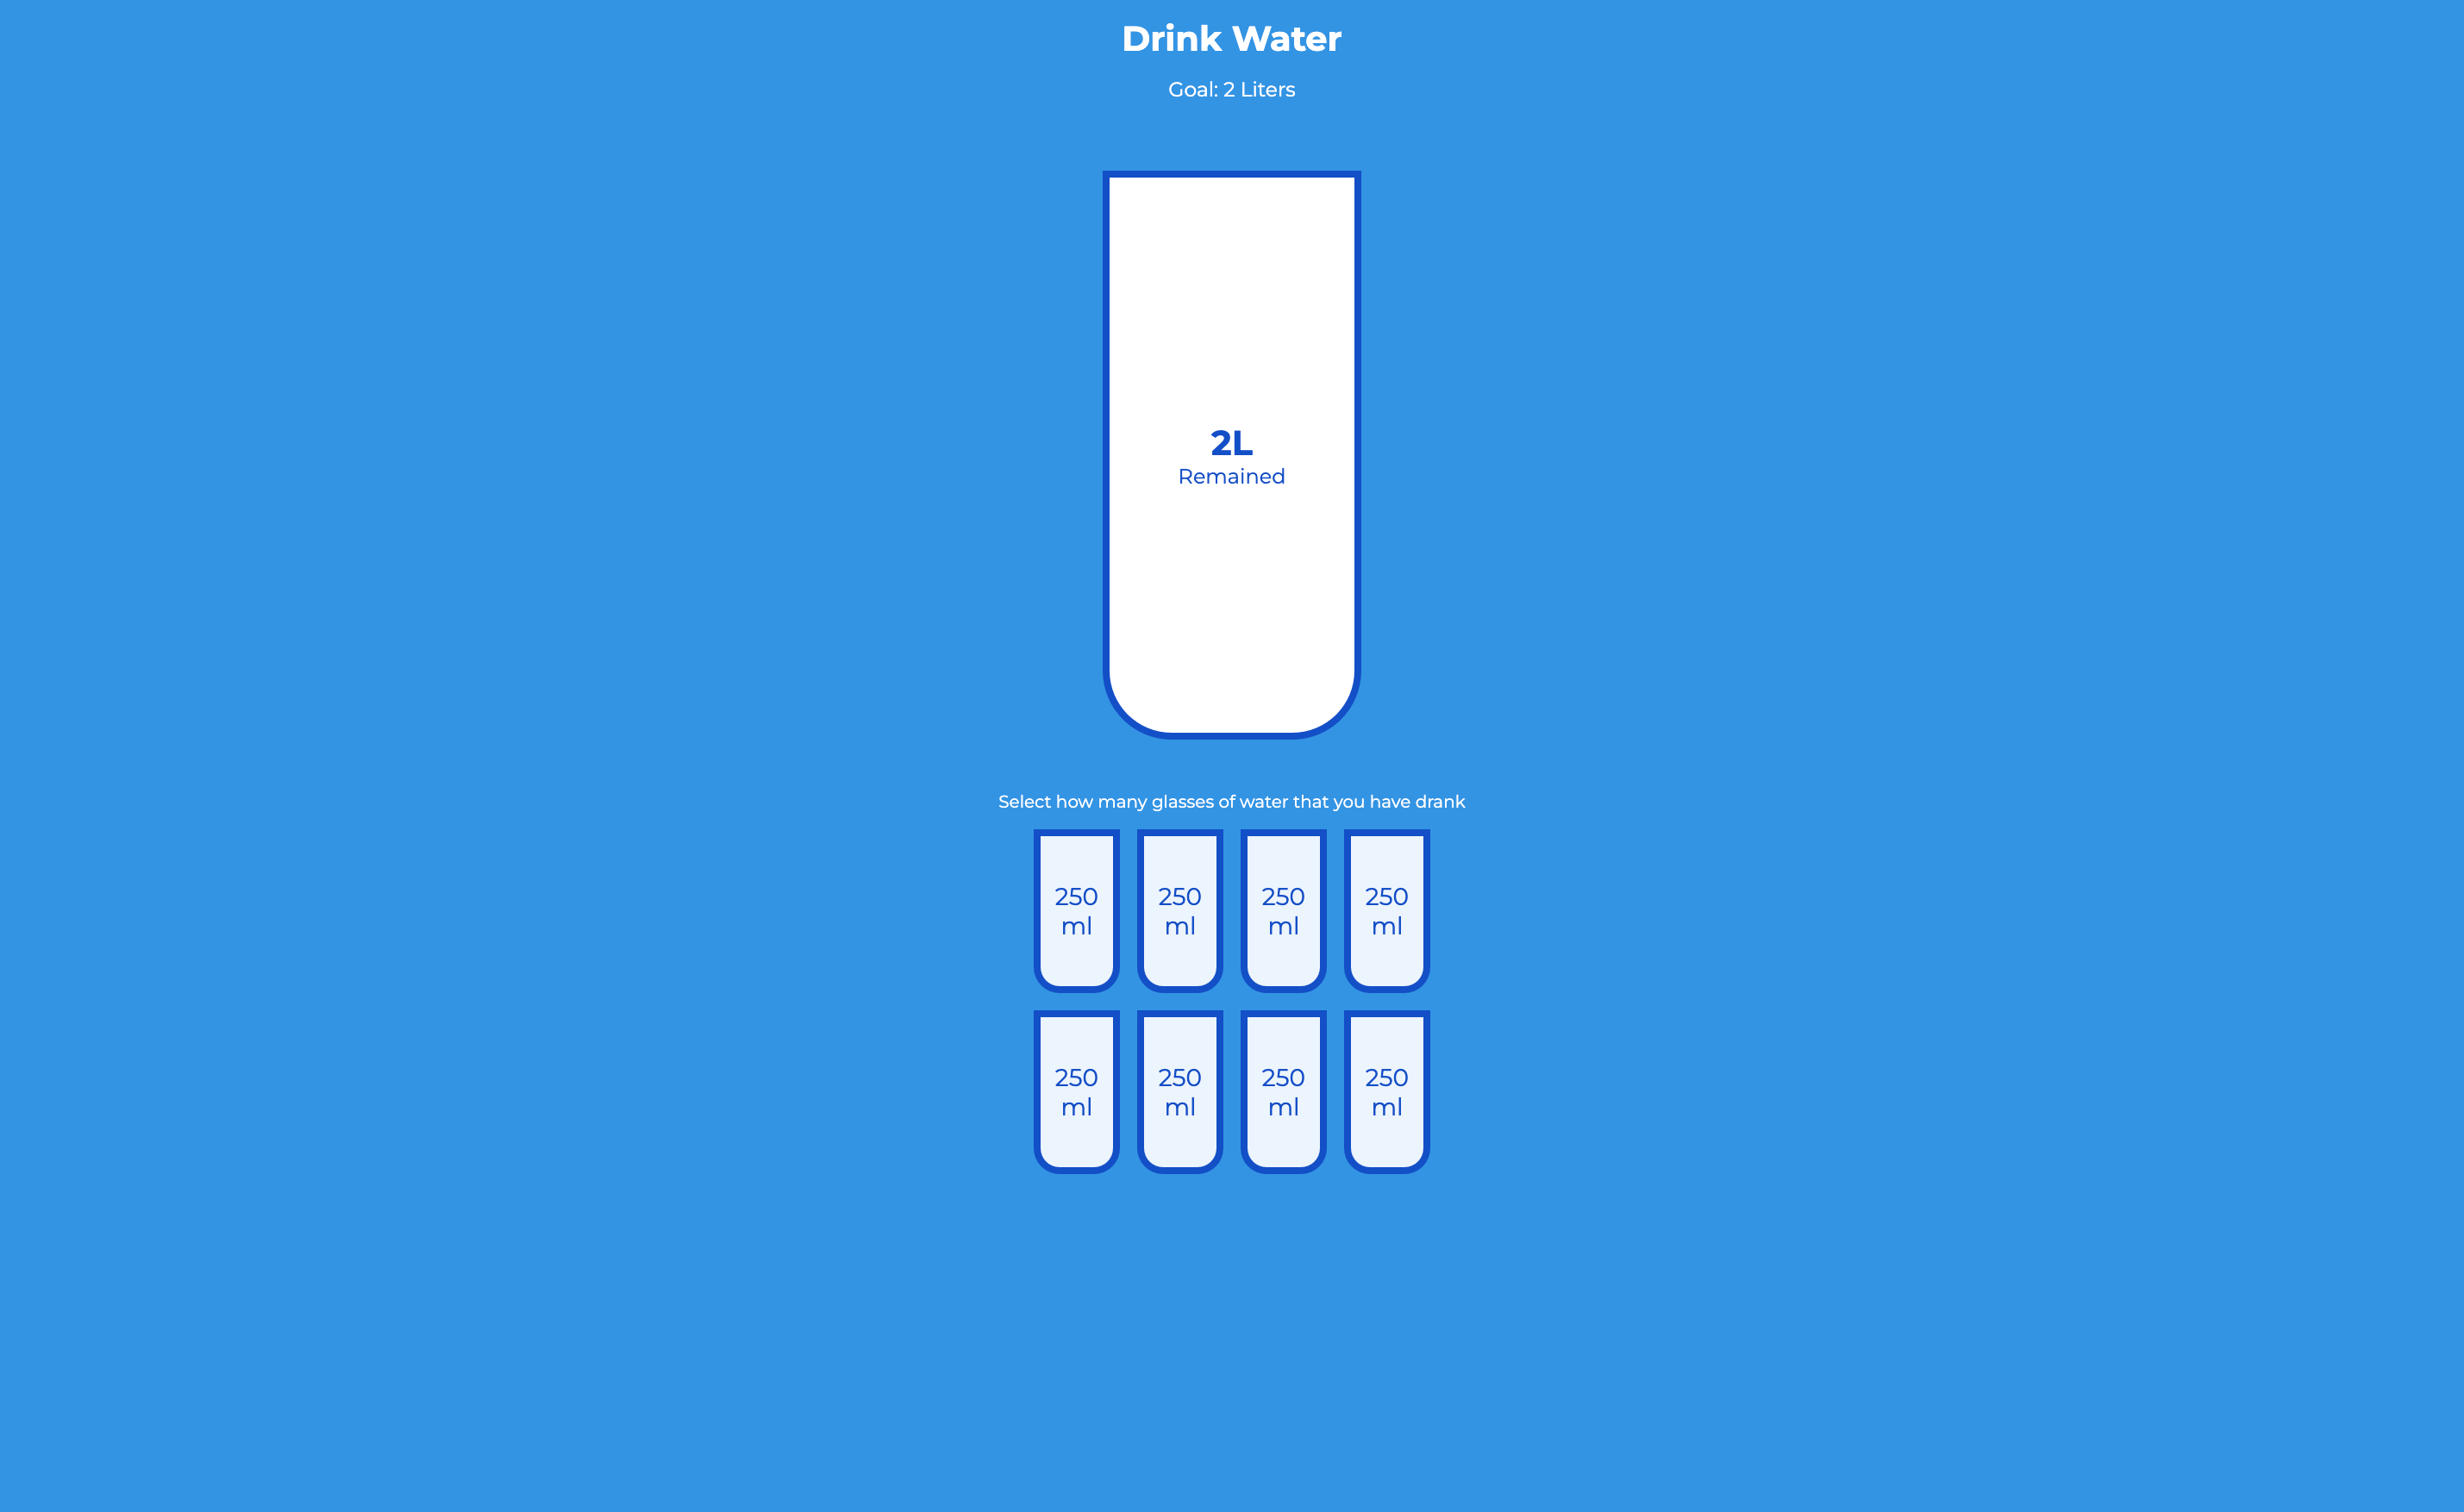 Drink Water
Goal: 2 Liters
2L
Remained
Select how many glasses of water that you have drank
250 250 250 250
ml ml ml ml
250 250 250 250
ml ml ml ml